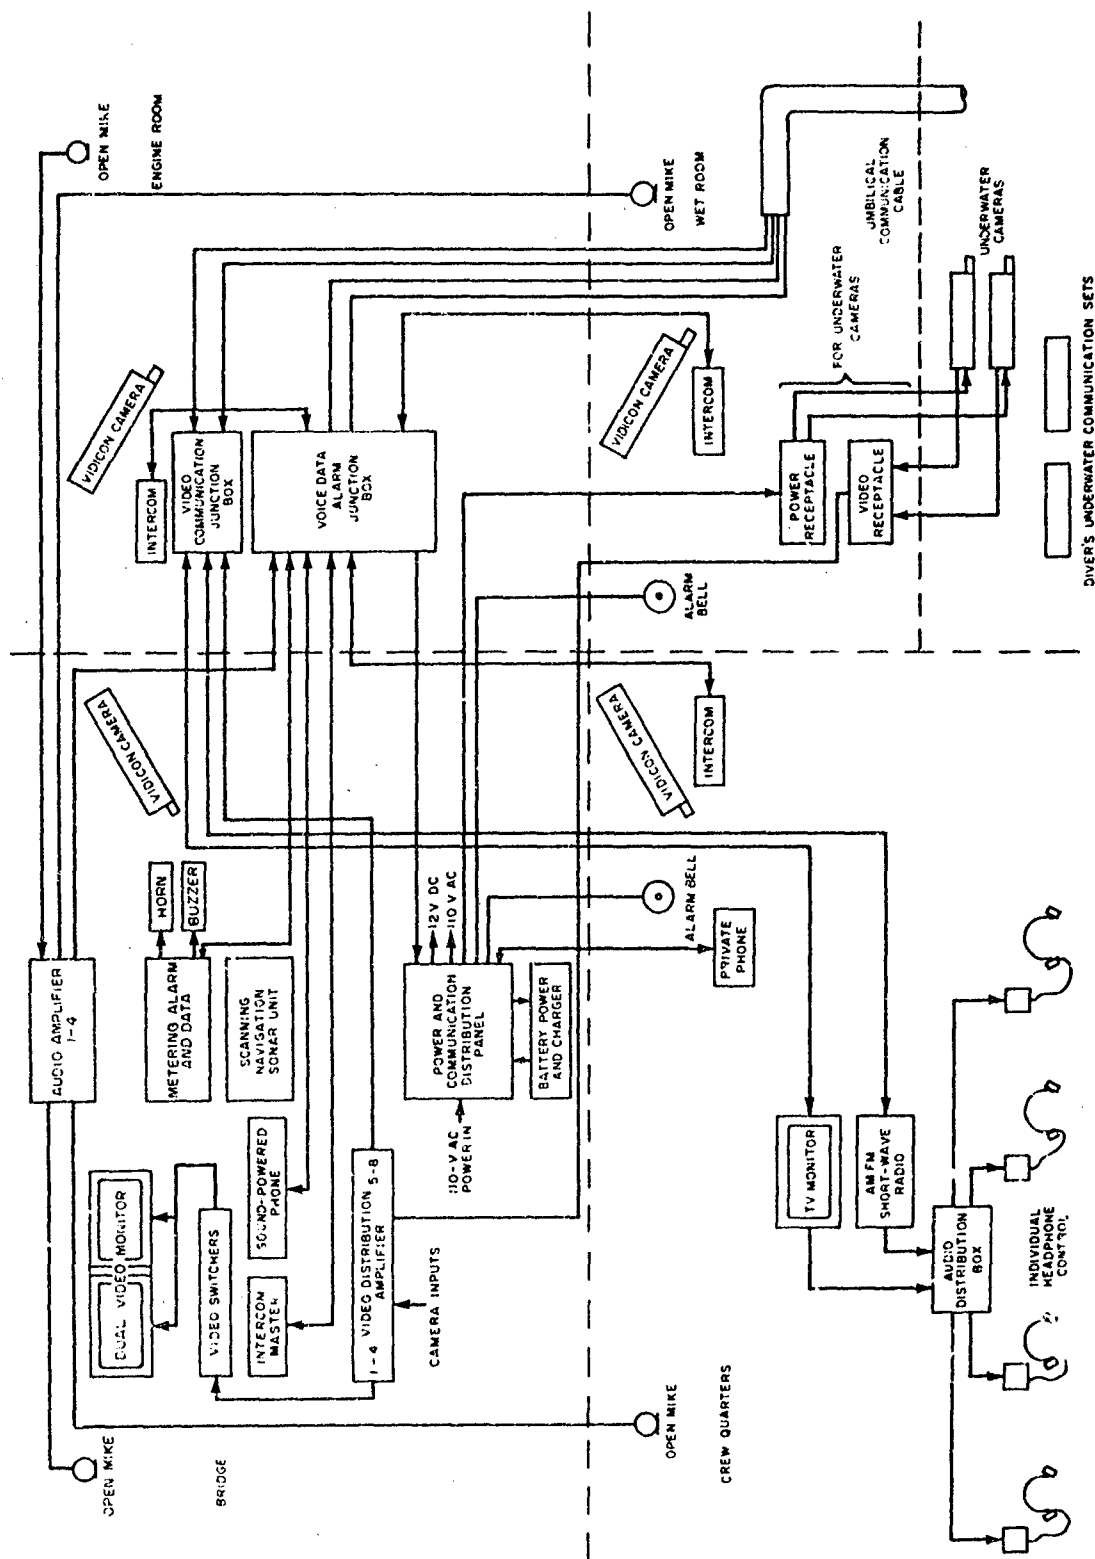 OPEN MIKE
BRIDGE
DUAL VIDEO MONITOR
VIDEO SWITCHERS
INTERCOM
MASTER
SOUND-POWERED
PHONE
1-4 VIDEO DISTRIBUTION 5-8
AMPLIFIER
CAMERA INPUTS
AUDIO AMPLIFIER
1-4
METERING ALARM
AND DATA
HORN
BUZZER
SCANNING
NAVIGATION
SONAR UNIT
110-V AC
POWER IN
POWER AND
COMMUNICATION
DISTRIBUTION
PANEL
12 V DC
110 V AC
BATTERY POWER
AND CHARGER
VIDICON CAMERA
OPEN MIKE
ENGINE ROOM
VIDICON CAMERA
INTERCOM
VIDEO
COMMUNICATION
JUNCTION
BOX
VOICE DATA
ALARM
JUNCTION
BOX
OPEN MIKE
CREW QUARTERS
ALARM BELL
PRIVATE
PHONE
VIDICON CAMERA
INTERCOM
TV MONITOR
AM FM
SHORT-WAVE
RADIO
AUDIO
DISTRIBUTION
BOX
INDIVIDUAL
HEADPHONE
CONTROL
OPEN MIKE
WET ROOM
ALARM
BELL
VIDICON CAMERA
INTERCOM
POWER
RECEPTACLE
VIDEO
RECEPTACLE
FOR UNDERWATER
CAMERAS
UMBILICAL
COMMUNICATION
CABLE
UNDERWATER
CAMERAS
DIVER'S UNDERWATER COMMUNICATION SETS